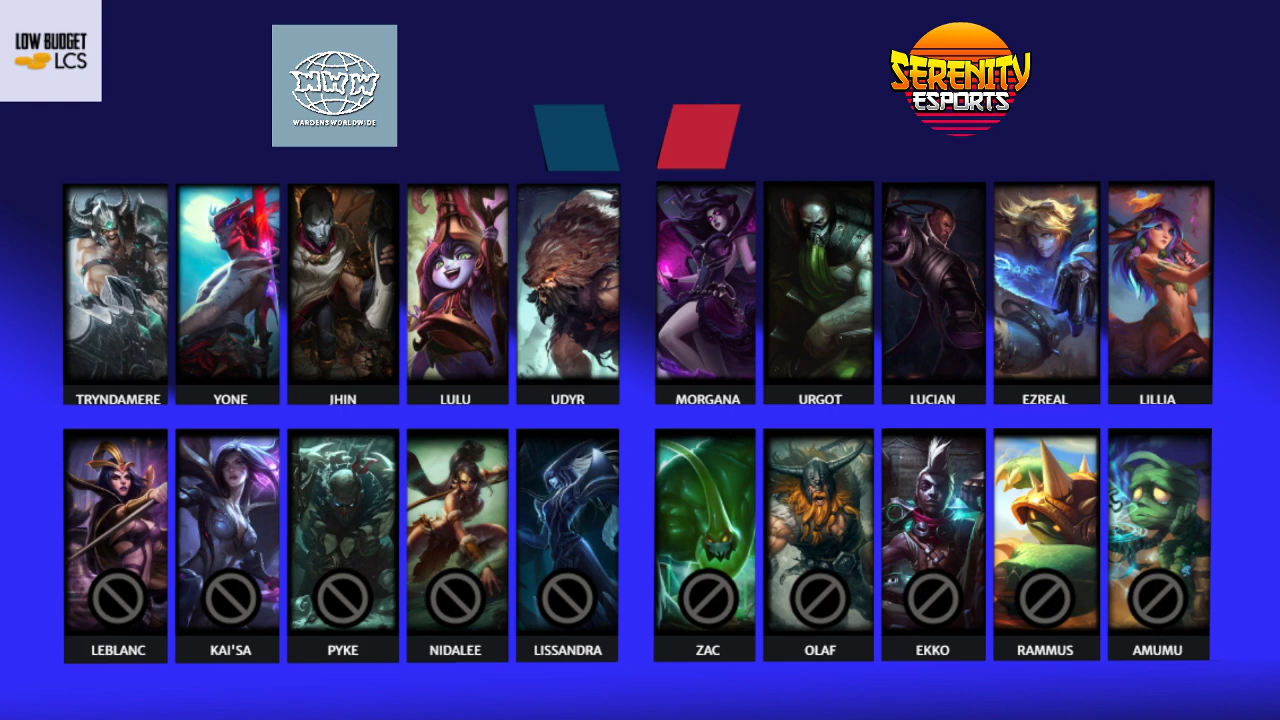 LOW BUDGET
LCS
WWW
WARDENSWORLDWIDE
SERENITY
ESPORTS
TRYNDAMERE
YONE
JHIN
LULU
UDYR
MORGANA
URGOT
LUCIAN
EZREAL
LILLIA
LEBLANC
KAI'SA
PYKE
NIDALEE
LISSANDRA
ZAC
OLAF
EKKO
RAMMUS
AMUMU